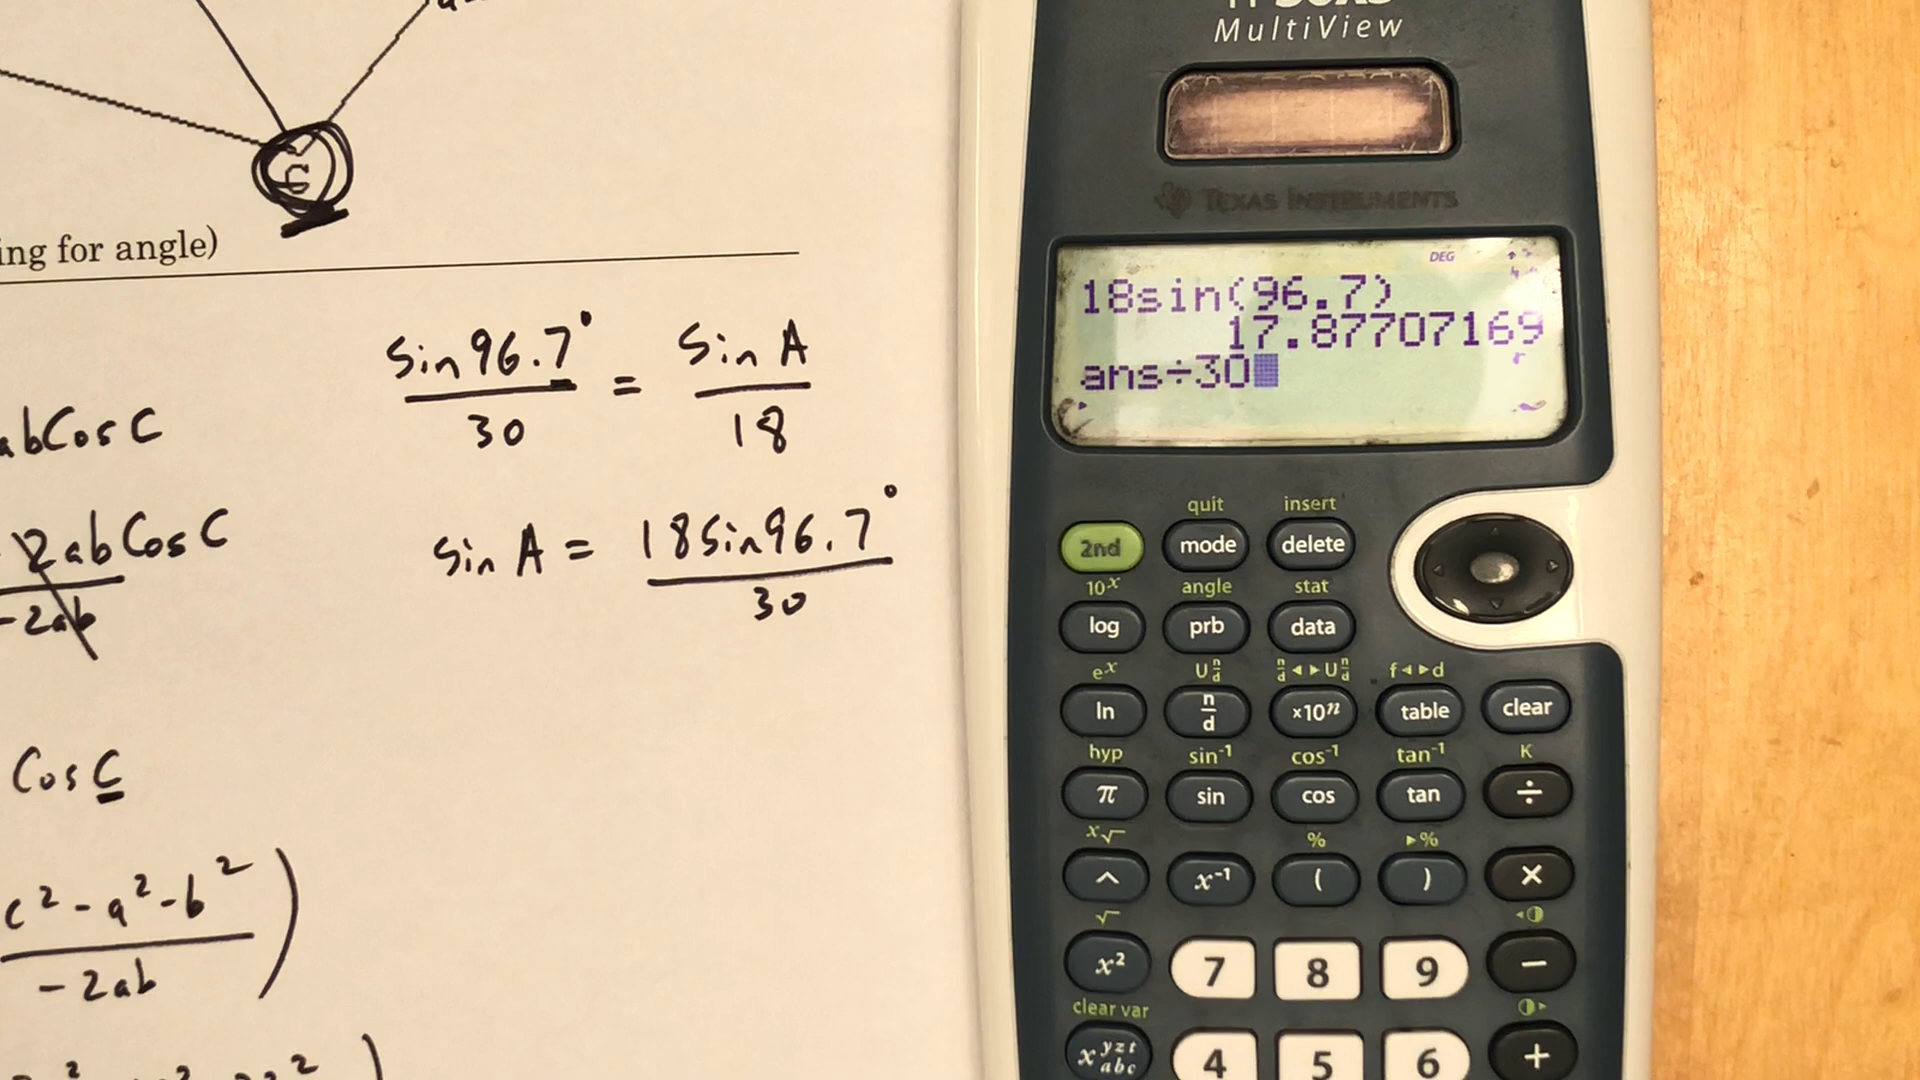 MultiView
TEXAS INSTRUMENTS
C
ing for angle)
sin 96.7° = sin A
30 18
abCos C
2abCos C
-2ab
sin A = 18sin96.7°
30
Cos C
c² - a² - b² )
-2ab
DEG
18sin(96.7)
17.87707169
ans÷30
quit insert
2nd mode delete
10ˣ angle stat
log prb data
eˣ U n/d n/d ◂ ▸ U n/d f ◂ ▸ d
ln n/d ×10ⁿ table clear
hyp sin⁻¹ cos⁻¹ tan⁻¹ K
π sin cos tan ÷
ˣ√ % ▸%
^ x⁻¹ ( ) ×
√
x² 7 8 9 −
clear var
x yzt abc 4 5 6 +